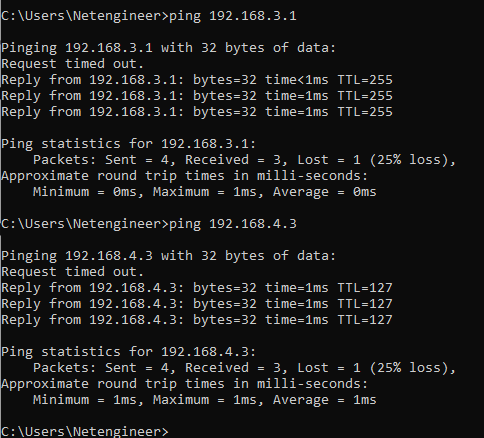 C:\Users\Netengineer>ping 192.168.3.1
Pinging 192.168.3.1 with 32 bytes of data:
Request timed out.
Reply from 192.168.3.1: bytes=32 time<1ms TTL=255
Reply from 192.168.3.1: bytes=32 time=1ms TTL=255
Reply from 192.168.3.1: bytes=32 time=1ms TTL=255
Ping statistics for 192.168.3.1:
    Packets: Sent = 4, Received = 3, Lost = 1 (25% loss),
Approximate round trip times in milli-seconds:
    Minimum = 0ms, Maximum = 1ms, Average = 0ms
C:\Users\Netengineer>ping 192.168.4.3
Pinging 192.168.4.3 with 32 bytes of data:
Request timed out.
Reply from 192.168.4.3: bytes=32 time=1ms TTL=127
Reply from 192.168.4.3: bytes=32 time=1ms TTL=127
Reply from 192.168.4.3: bytes=32 time=1ms TTL=127
Ping statistics for 192.168.4.3:
    Packets: Sent = 4, Received = 3, Lost = 1 (25% loss),
Approximate round trip times in milli-seconds:
    Minimum = 1ms, Maximum = 1ms, Average = 1ms
C:\Users\Netengineer>